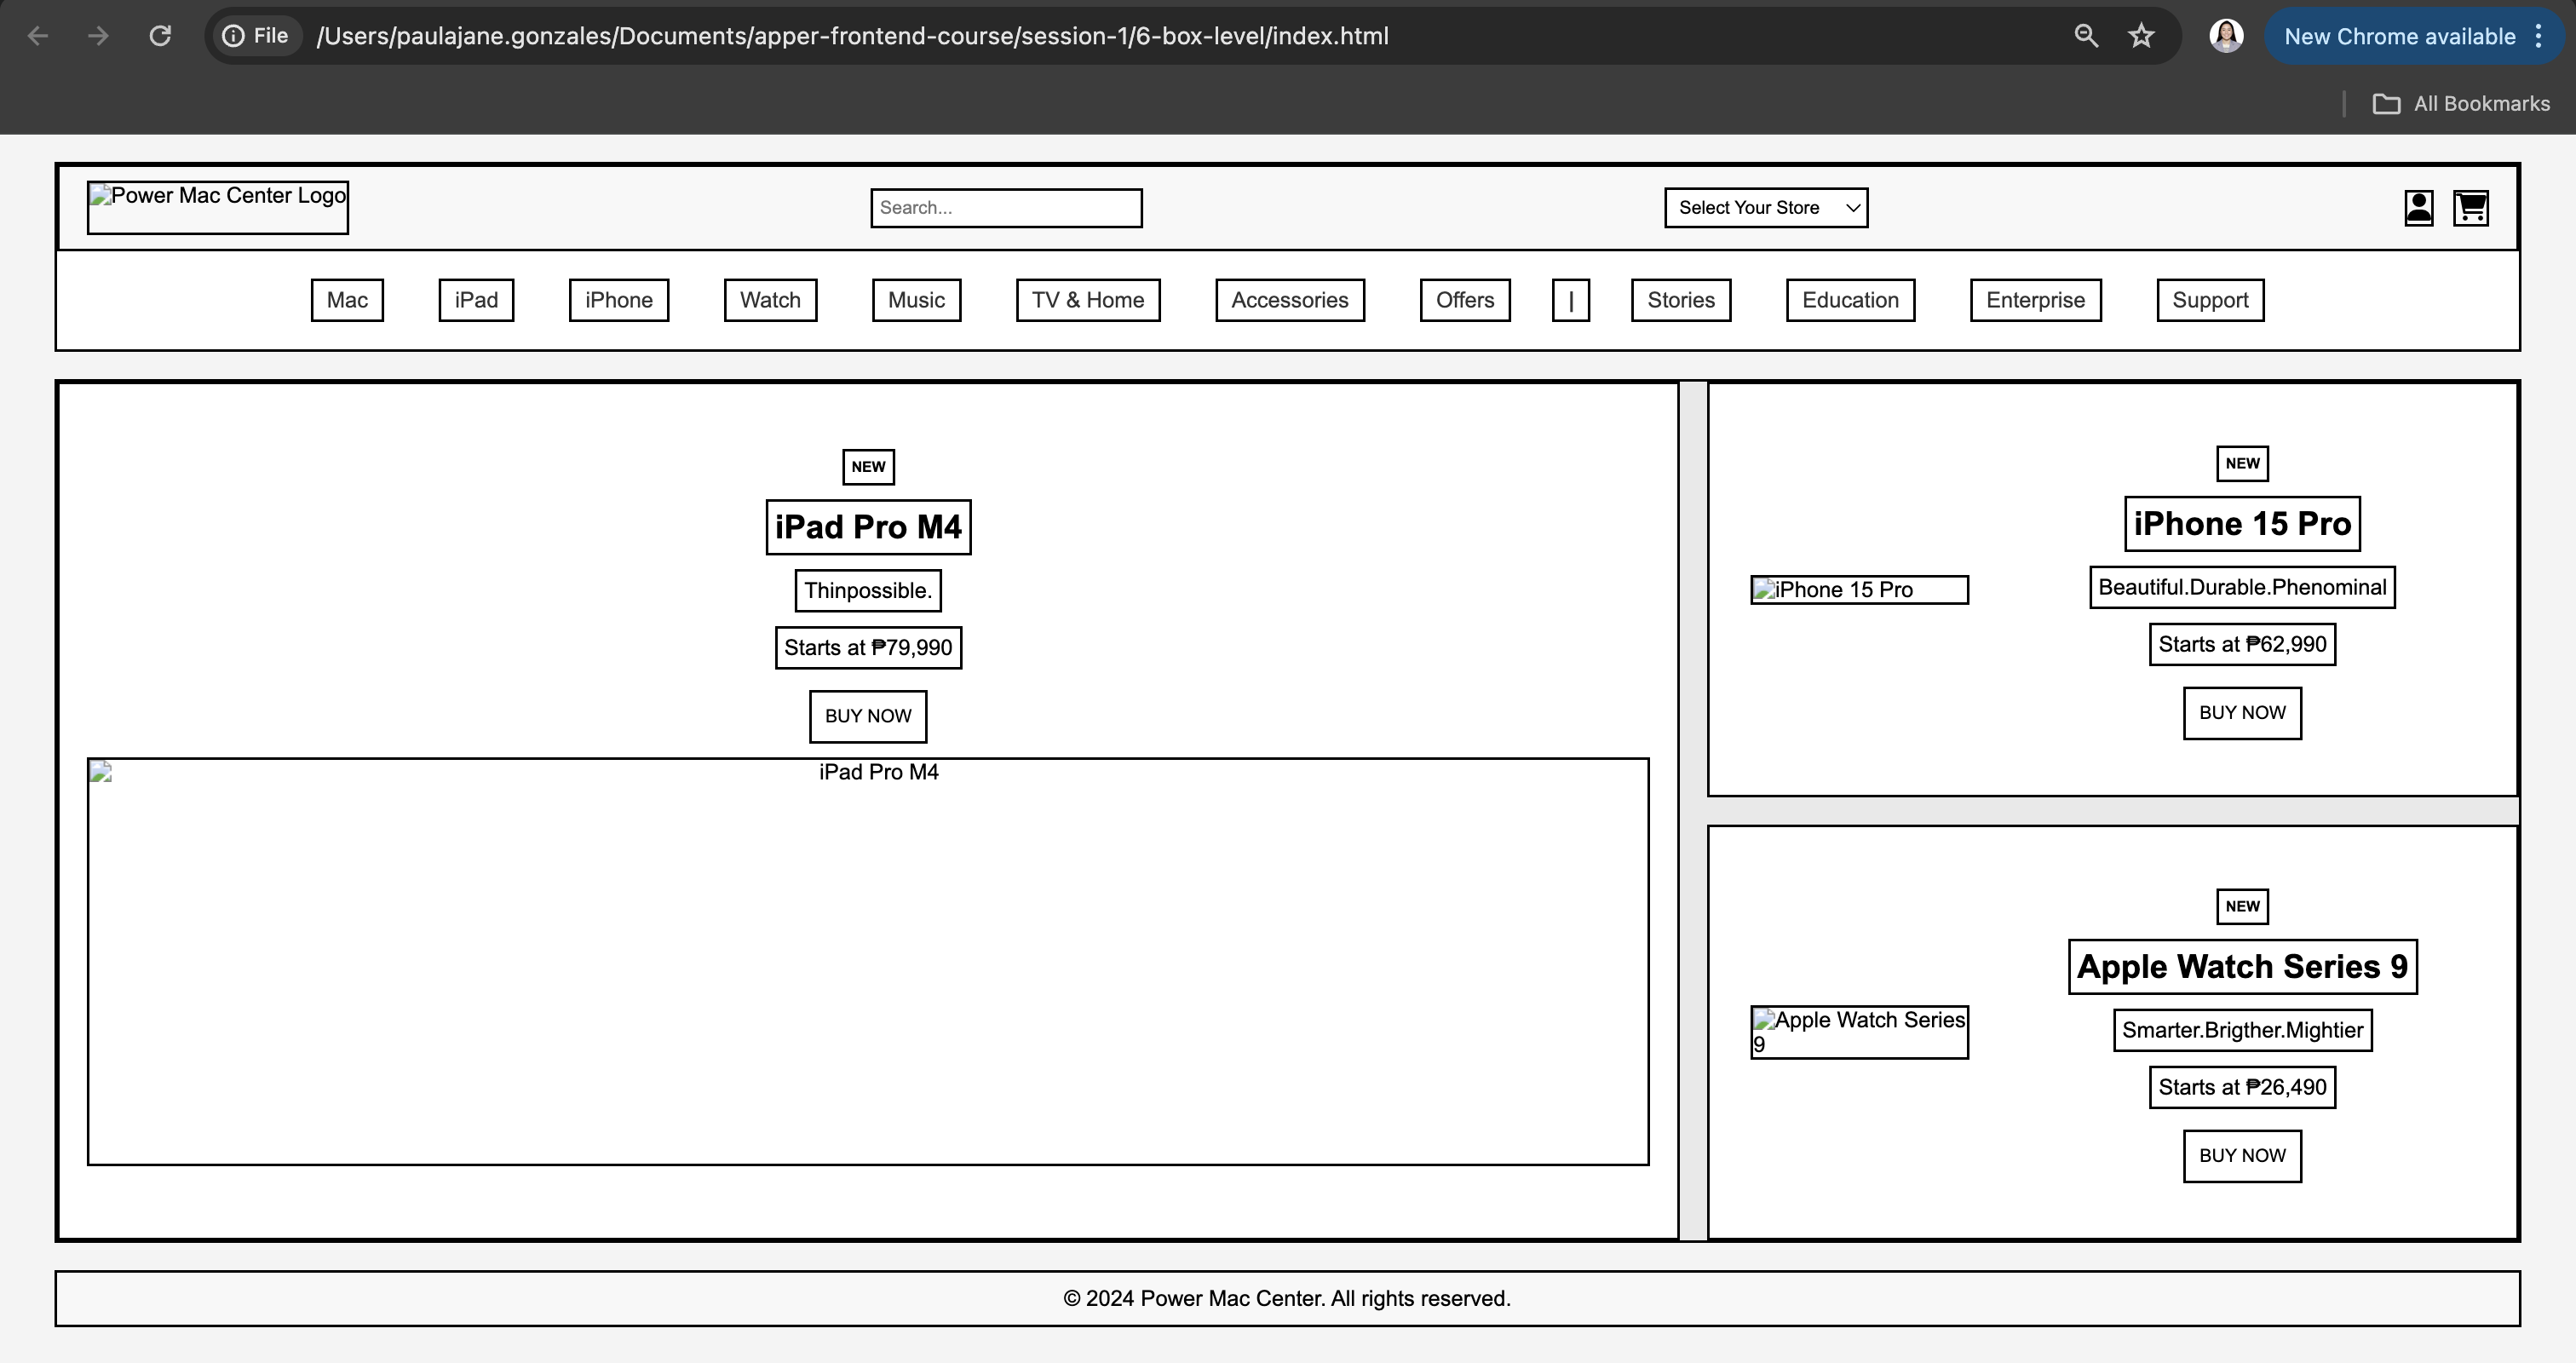 File /Users/paulajane.gonzales/Documents/apper-frontend-course/session-1/6-box-level/index.html New Chrome available
All Bookmarks
Power Mac Center Logo Search... Select Your Store
Mac iPad iPhone Watch Music TV & Home Accessories Offers | Stories Education Enterprise Support
NEW
iPad Pro M4
Thinpossible.
Starts at ₱79,990
BUY NOW
iPad Pro M4
iPhone 15 Pro
NEW
iPhone 15 Pro
Beautiful.Durable.Phenominal
Starts at ₱62,990
BUY NOW
Apple Watch Series
9
NEW
Apple Watch Series 9
Smarter.Brigther.Mightier
Starts at ₱26,490
BUY NOW
© 2024 Power Mac Center. All rights reserved.